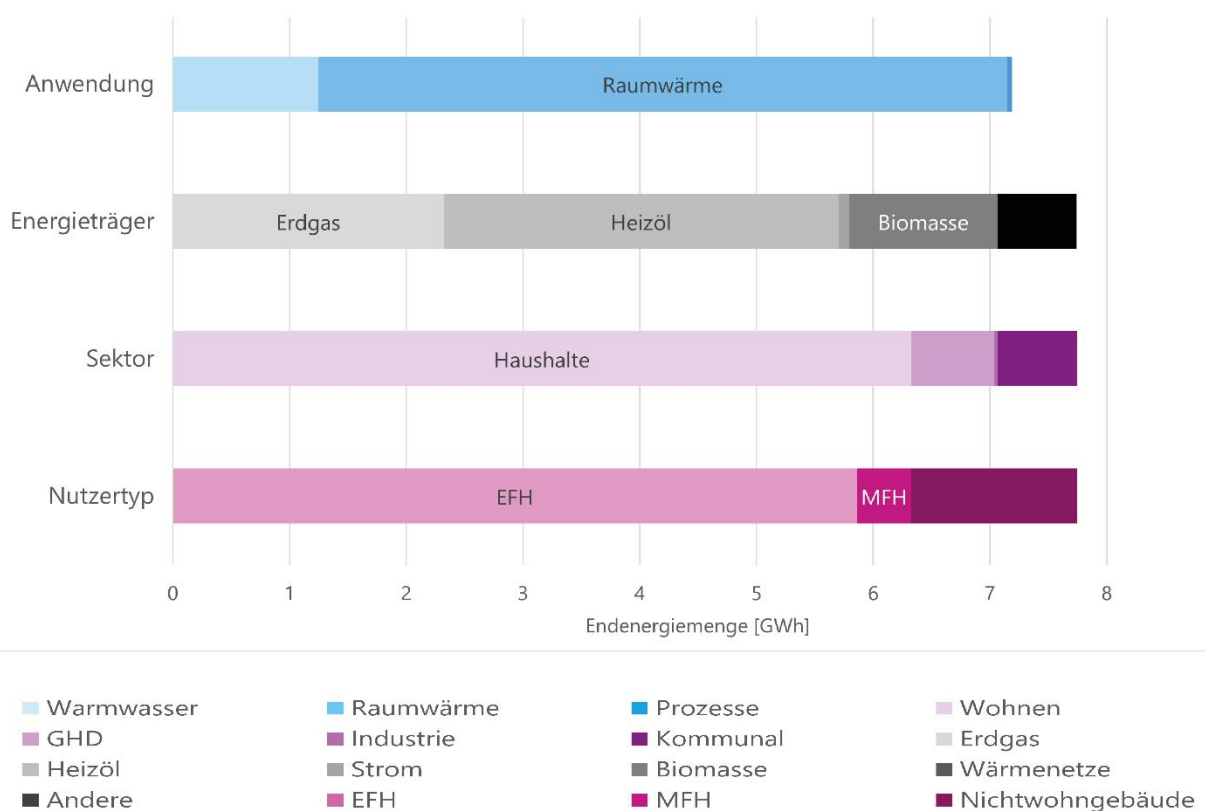 Anwendung
Raumwärme
Energieträger
Erdgas
Heizöl
Biomasse
Sektor
Haushalte
Nutzertyp
EFH
MFH
0 1 2 3 4 5 6 7 8
Endenergiemenge [GWh]
Warmwasser Raumwärme Prozesse Wohnen
GHD Industrie Kommunal Erdgas
Heizöl Strom Biomasse Wärmenetze
Andere EFH MFH Nichtwohngebäude